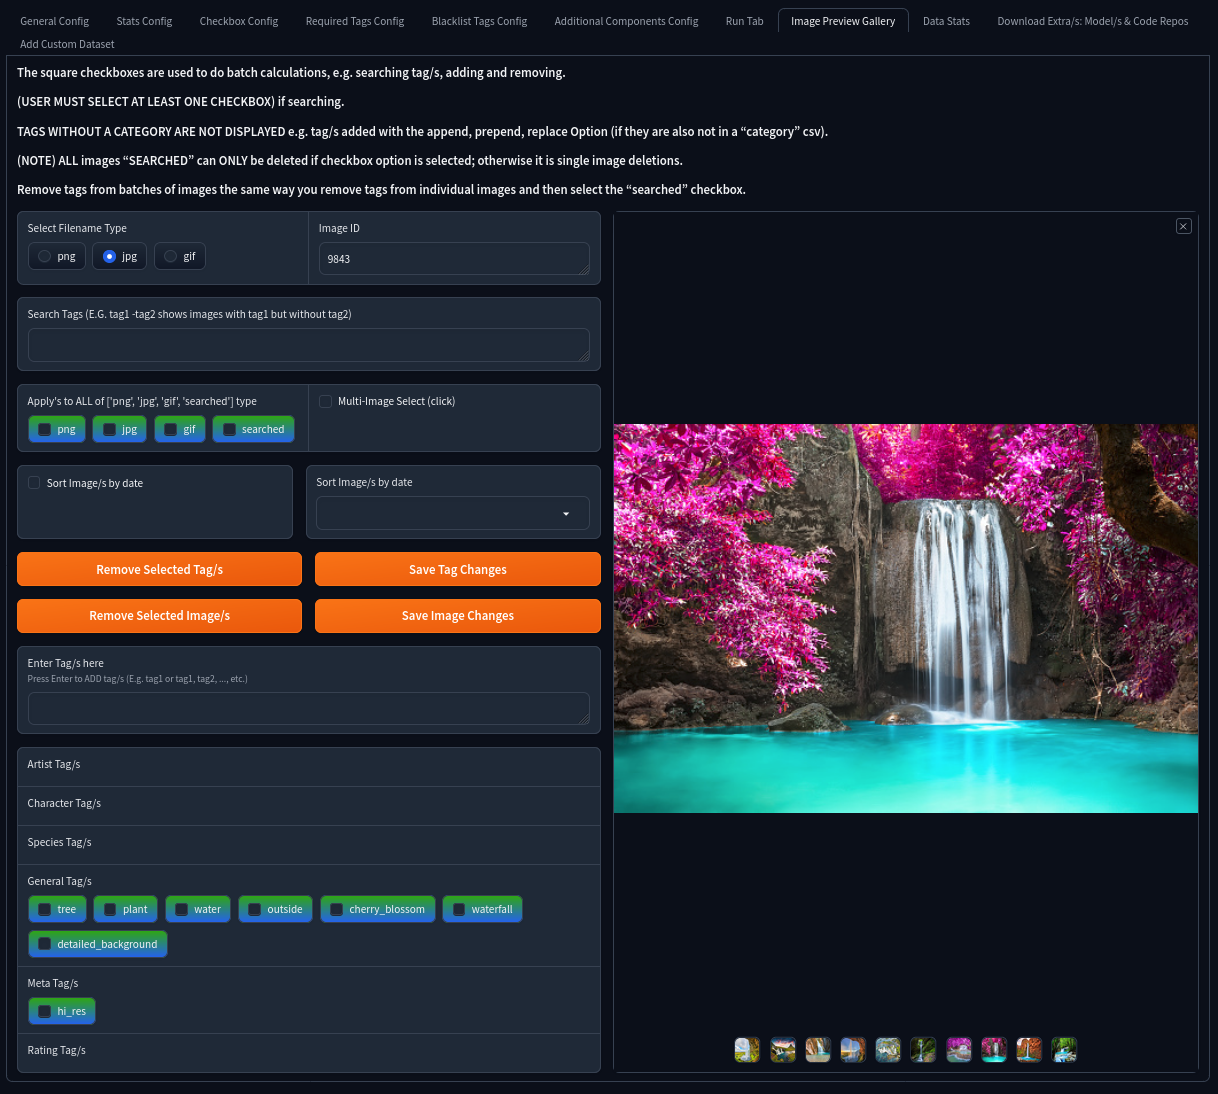 General Config
Stats Config
Checkbox Config
Required Tags Config
Blacklist Tags Config
Additional Components Config
Run Tab
Image Preview Gallery
Data Stats
Download Extra/s: Model/s & Code Repos
Add Custom Dataset
The square checkboxes are used to do batch calculations, e.g. searching tag/s, adding and removing.
(USER MUST SELECT AT LEAST ONE CHECKBOX) if searching.
TAGS WITHOUT A CATEGORY ARE NOT DISPLAYED e.g. tag/s added with the append, prepend, replace Option (if they are also not in a “category” csv).
(NOTE) ALL images “SEARCHED” can ONLY be deleted if checkbox option is selected; otherwise it is single image deletions.
Remove tags from batches of images the same way you remove tags from individual images and then select the “searched” checkbox.
Select Filename Type
png
jpg
gif
Image ID
9843
Search Tags (E.G. tag1 -tag2 shows images with tag1 but without tag2)
Apply's to ALL of ['png', 'jpg', 'gif', 'searched'] type
png
jpg
gif
searched
Multi-Image Select (click)
Sort Image/s by date
Sort Image/s by date
Remove Selected Tag/s
Save Tag Changes
Remove Selected Image/s
Save Image Changes
Enter Tag/s here
Press Enter to ADD tag/s (E.g. tag1 or tag1, tag2, ..., etc.)
Artist Tag/s
Character Tag/s
Species Tag/s
General Tag/s
tree
plant
water
outside
cherry_blossom
waterfall
detailed_background
Meta Tag/s
hi_res
Rating Tag/s